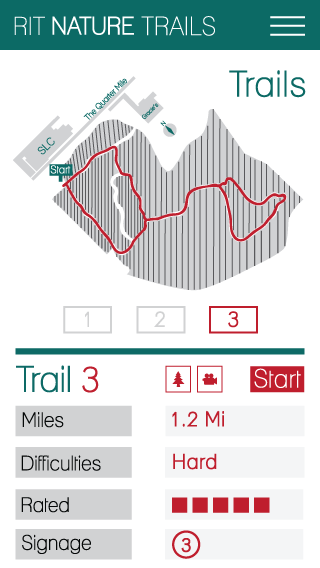 RIT NATURE TRAILS
Trails
The Quarter Mile
Gracie's
N
SLC
Start
1 2 3
Trail 3 Start
Miles 1.2 Mi
Difficulties Hard
Rated
Signage 3